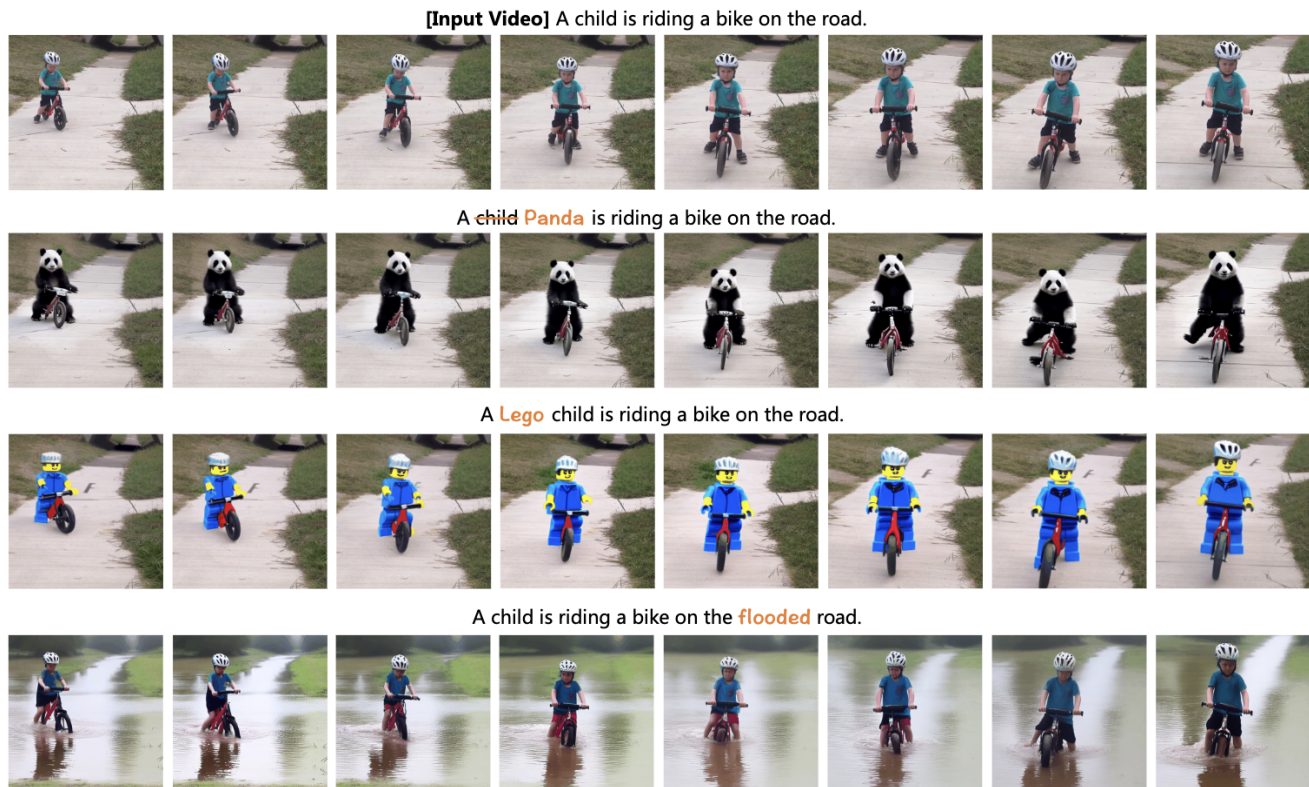 [Input Video] A child is riding a bike on the road.
A child Panda is riding a bike on the road.
A Lego child is riding a bike on the road.
A child is riding a bike on the flooded road.